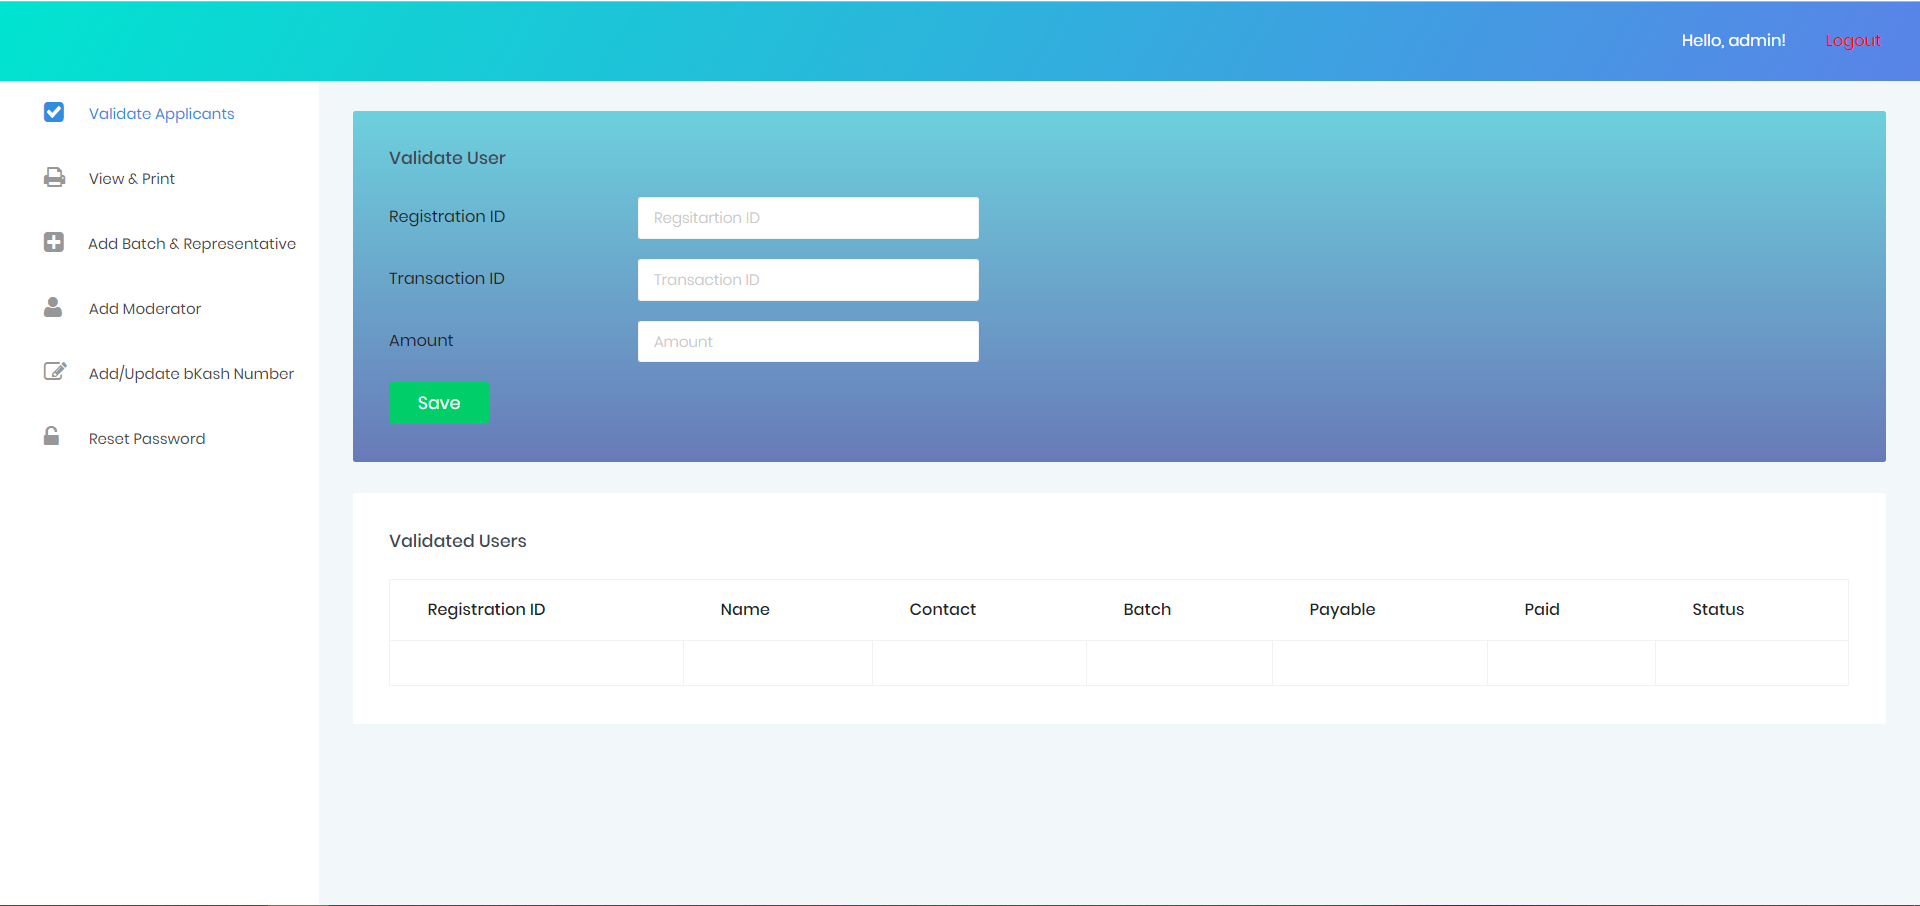 Hello, admin! Logout
Validate Applicants
View & Print
Add Batch & Representative
Add Moderator
Add/Update bKash Number
Reset Password
Validate User
Registration ID Regsitartion ID
Transaction ID Transaction ID
Amount Amount
Save
Validated Users
Registration ID Name Contact Batch Payable Paid Status